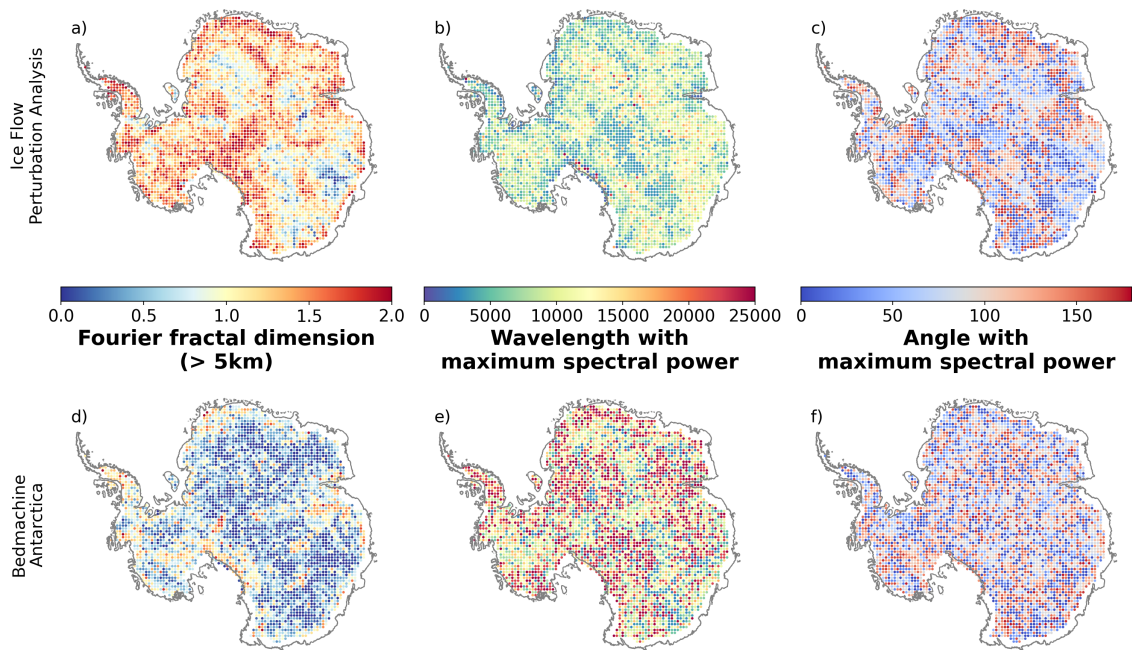 a)
b)
c)
Ice Flow
Perturbation Analysis
0.0 0.5 1.0 1.5 2.0
Fourier fractal dimension
(> 5km)
0 5000 10000 15000 20000 25000
Wavelength with
maximum spectral power
0 50 100 150
Angle with
maximum spectral power
d)
e)
f)
Bedmachine
Antarctica